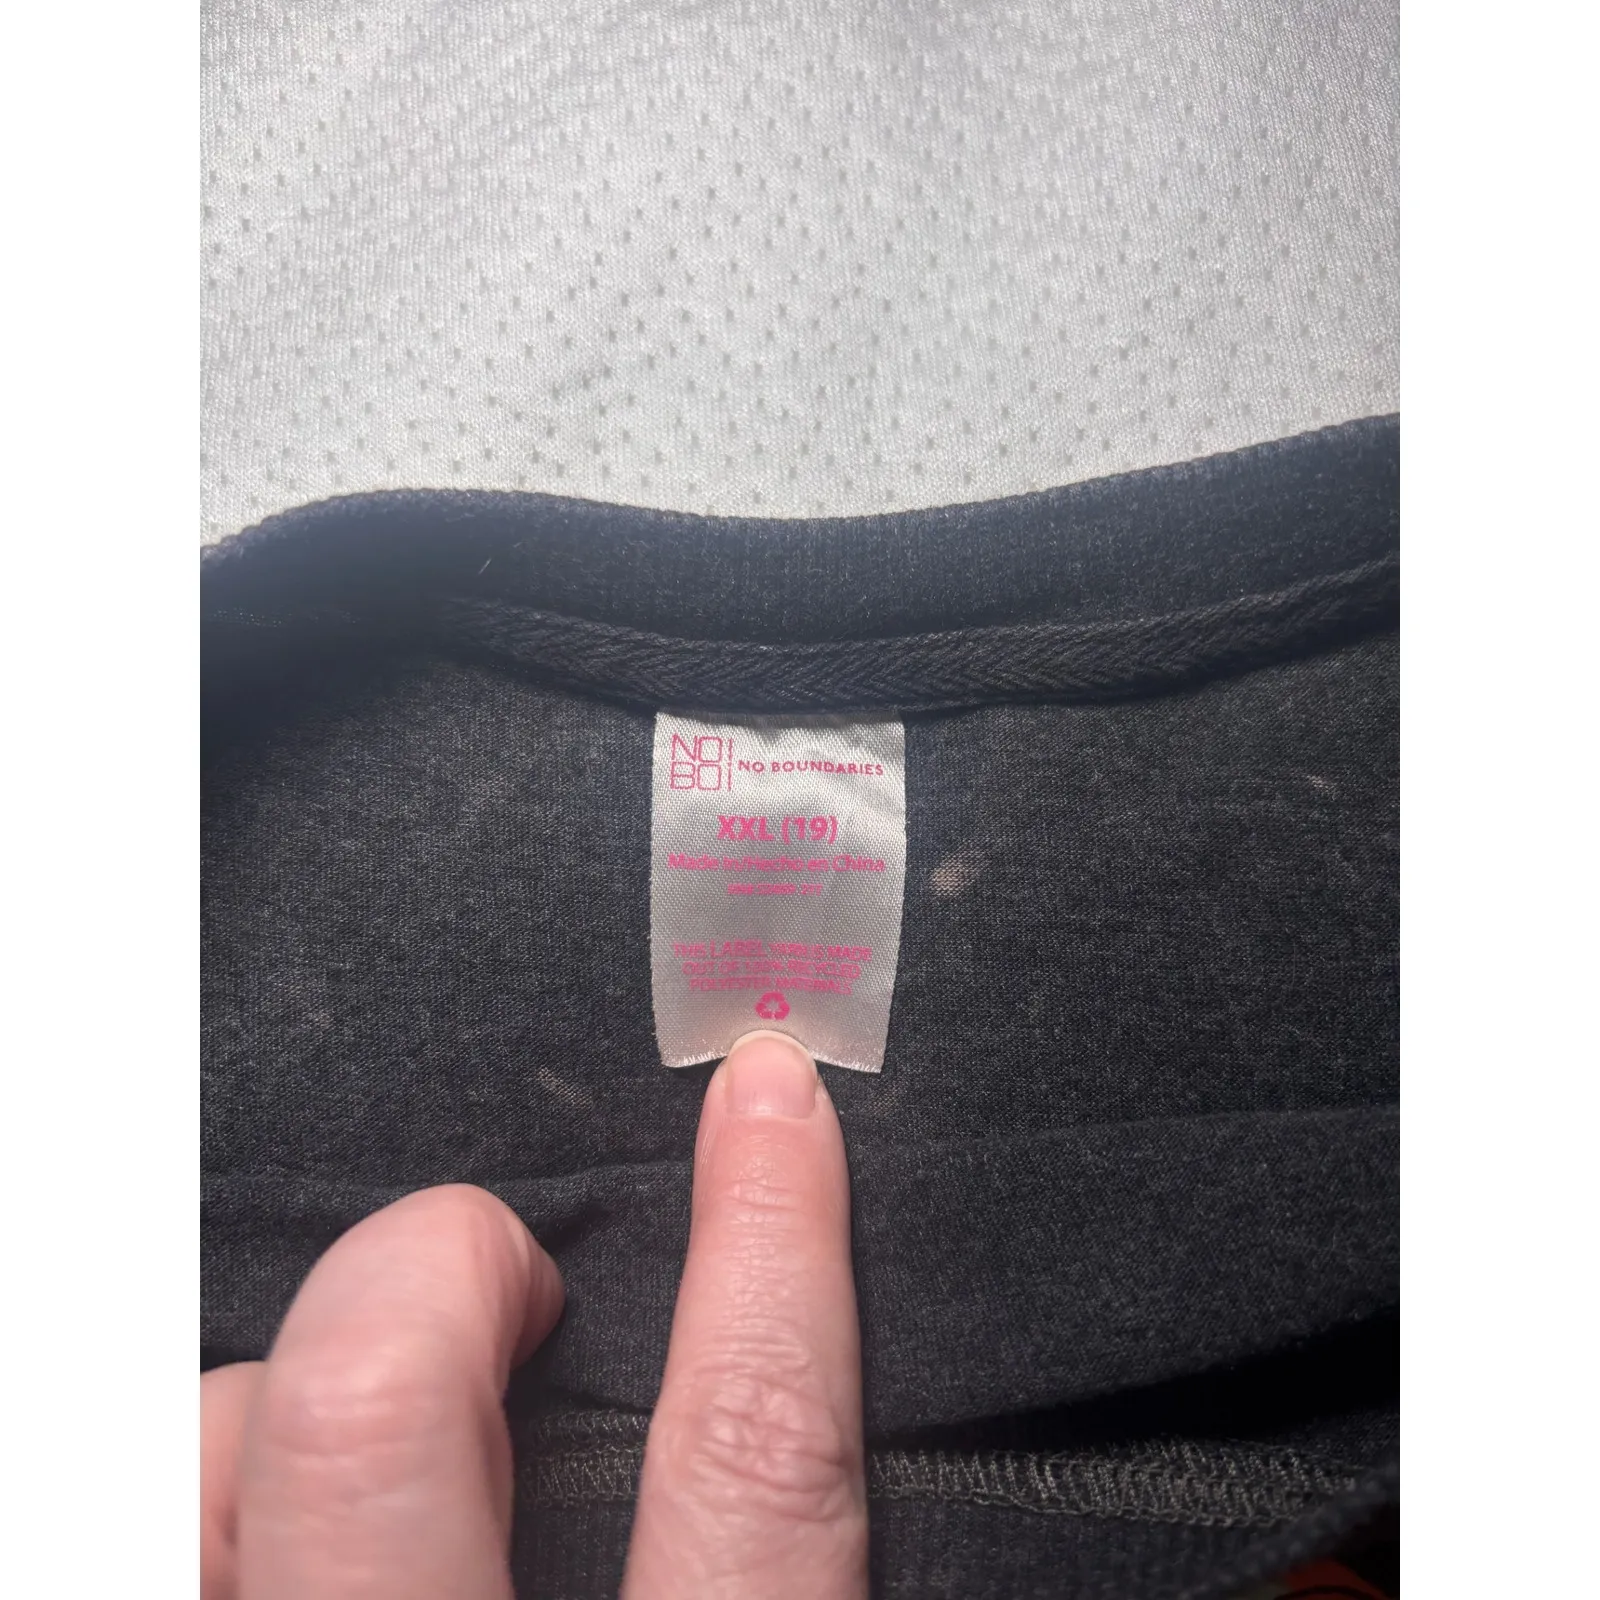 NO
BO
NO BOUNDARIES
XXL (19)
Made in/Hecho en China
THIS LABEL MADE
OUT OF 100% RECYCLED
POLYESTER MATERIALS